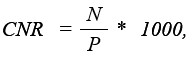 CNR = N/P * 1000,